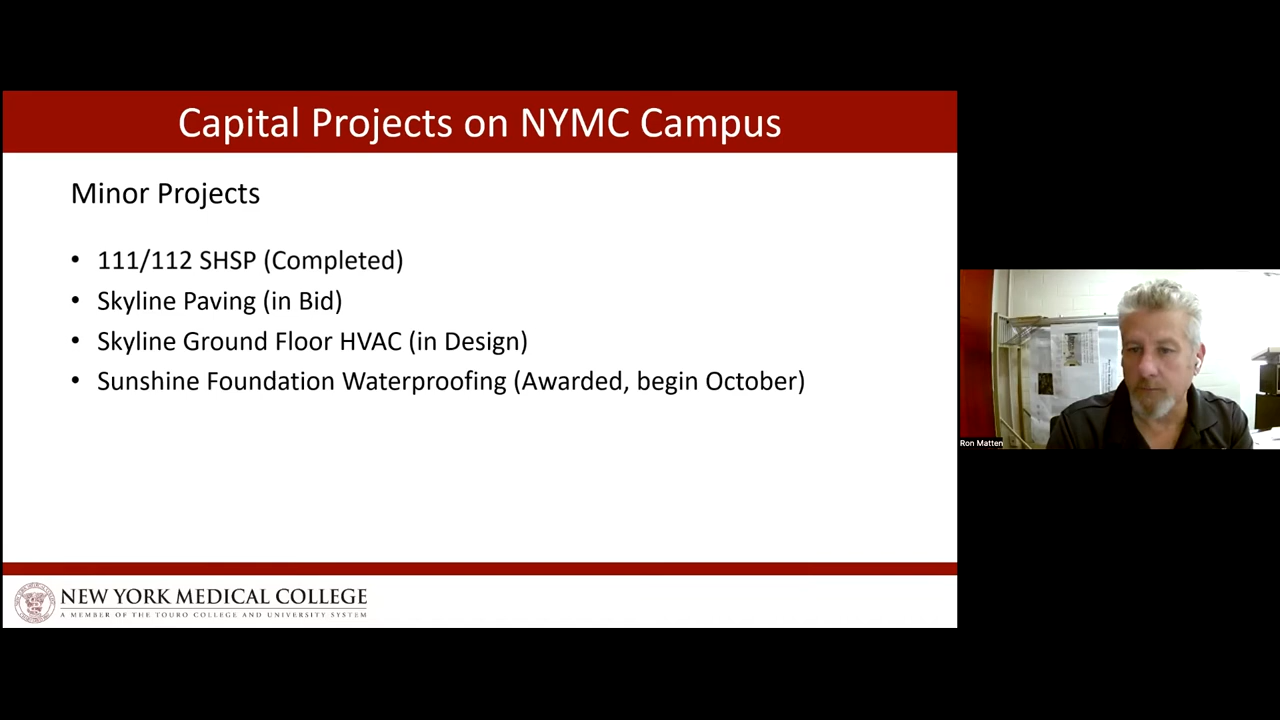 Capital Projects on NYMC Campus
Minor Projects
• 111/112 SHSP (Completed)
• Skyline Paving (in Bid)
• Skyline Ground Floor HVAC (in Design)
• Sunshine Foundation Waterproofing (Awarded, begin October)
Ron Matten
NEW YORK MEDICAL COLLEGE
A MEMBER OF THE TOURO COLLEGE AND UNIVERSITY SYSTEM